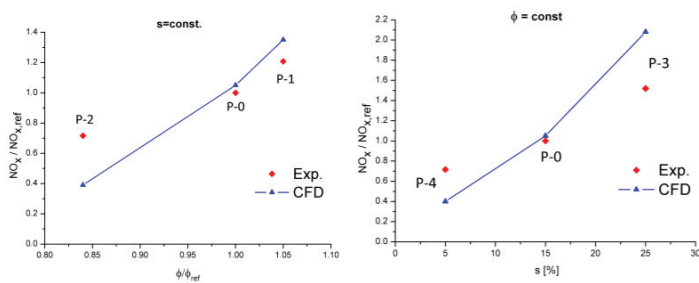 s=const.
1.4
1.2
1.0
0.8
0.6
0.4
0.2
0.0
NOx / NOx,ref
P-2
P-0
P-1
Exp.
CFD
0.80
0.85
0.90
0.95
1.00
1.05
ϕ/ϕref
ϕ = const
2.2
2.0
1.8
1.6
1.4
1.2
1.0
0.8
0.6
0.4
0.2
0.0
NOx / NOx,ref
P-3
P-0
P-4
Exp.
CFD
0
5
10
15
20
25
30
s [%]